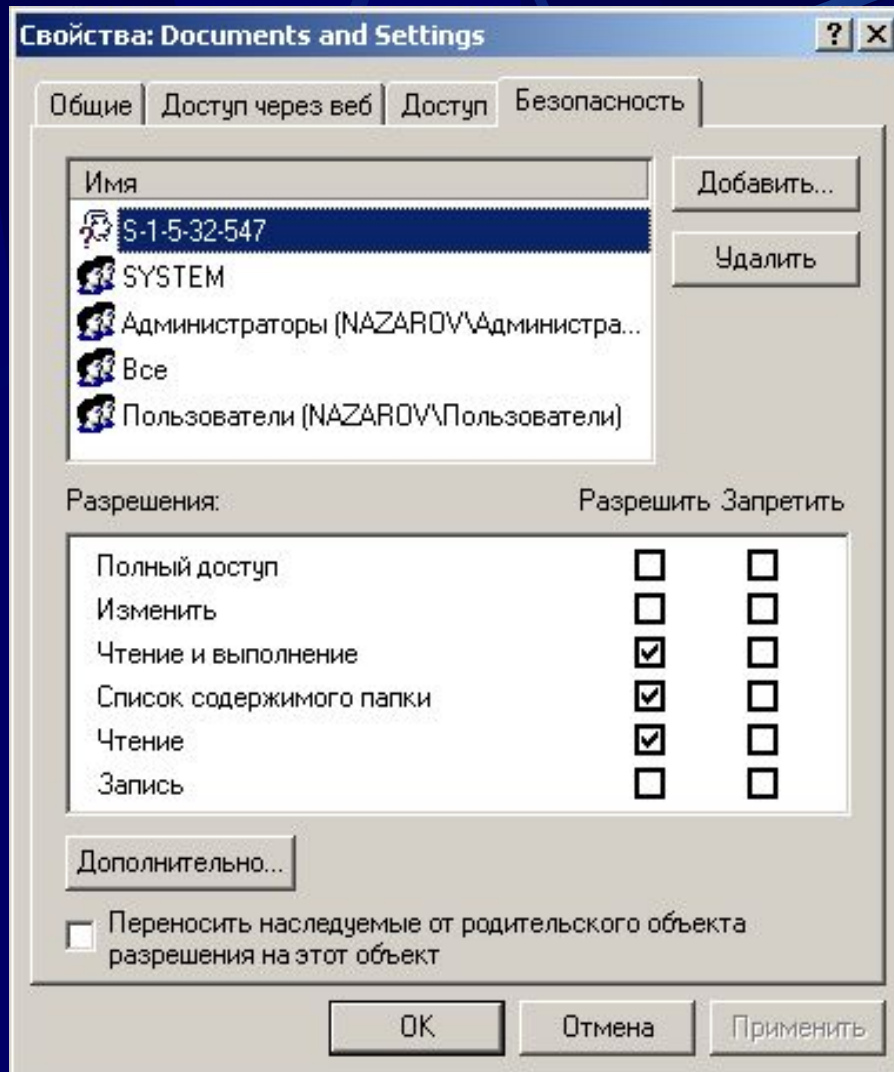 Свойства: Documents and Settings
Общие Доступ через веб Доступ Безопасность
Имя
Добавить...
S-1-5-32-547
Удалить
SYSTEM
Администраторы (NAZAROV\Администра...
Все
Пользователи (NAZAROV\Пользователи)
Разрешения: Разрешить Запретить
Полный доступ
Изменить
Чтение и выполнение
Список содержимого папки
Чтение
Запись
Дополнительно...
Переносить наследуемые от родительского объекта
разрешения на этот объект
OK Отмена Применить